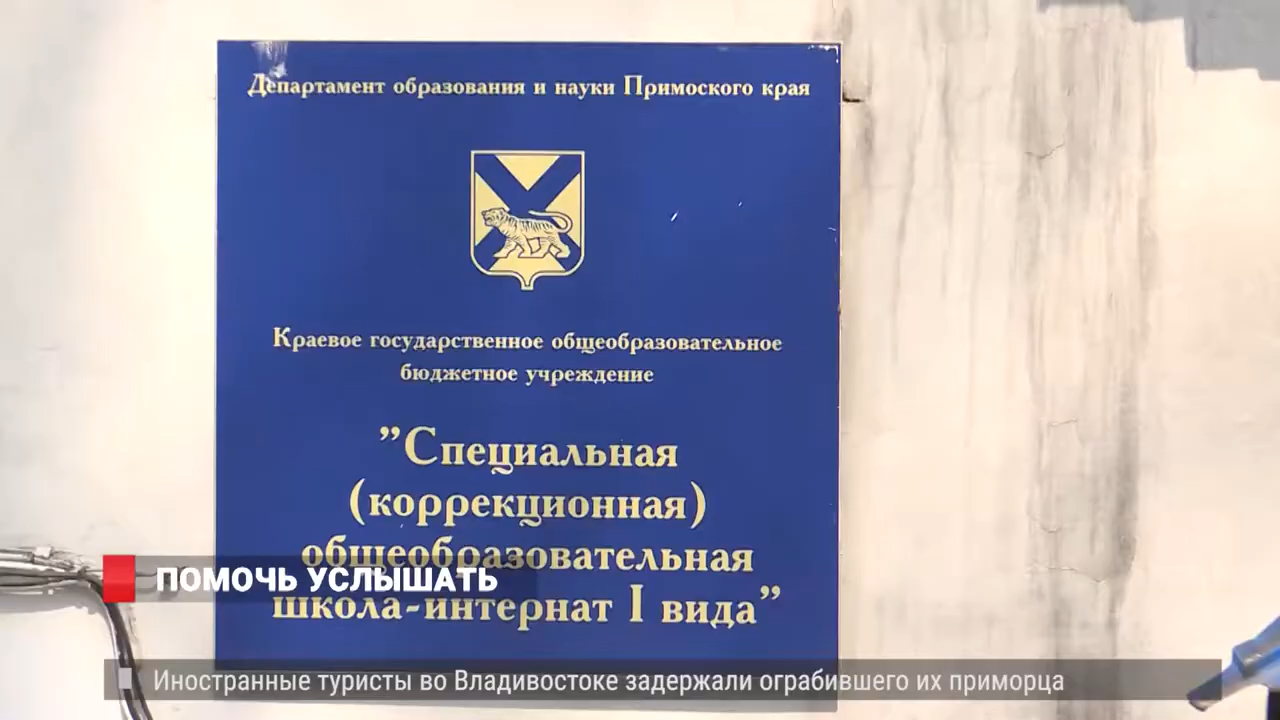 Департамент образования и науки Примоского края
Краевое государственное общеобразовательное
бюджетное учреждение
"Специальная
(коррекционная)
общеобразовательная
школа-интернат I вида"
ПОМОЧЬ УСЛЫШАТЬ
Иностранные туристы во Владивостоке задержали ограбившего их приморца